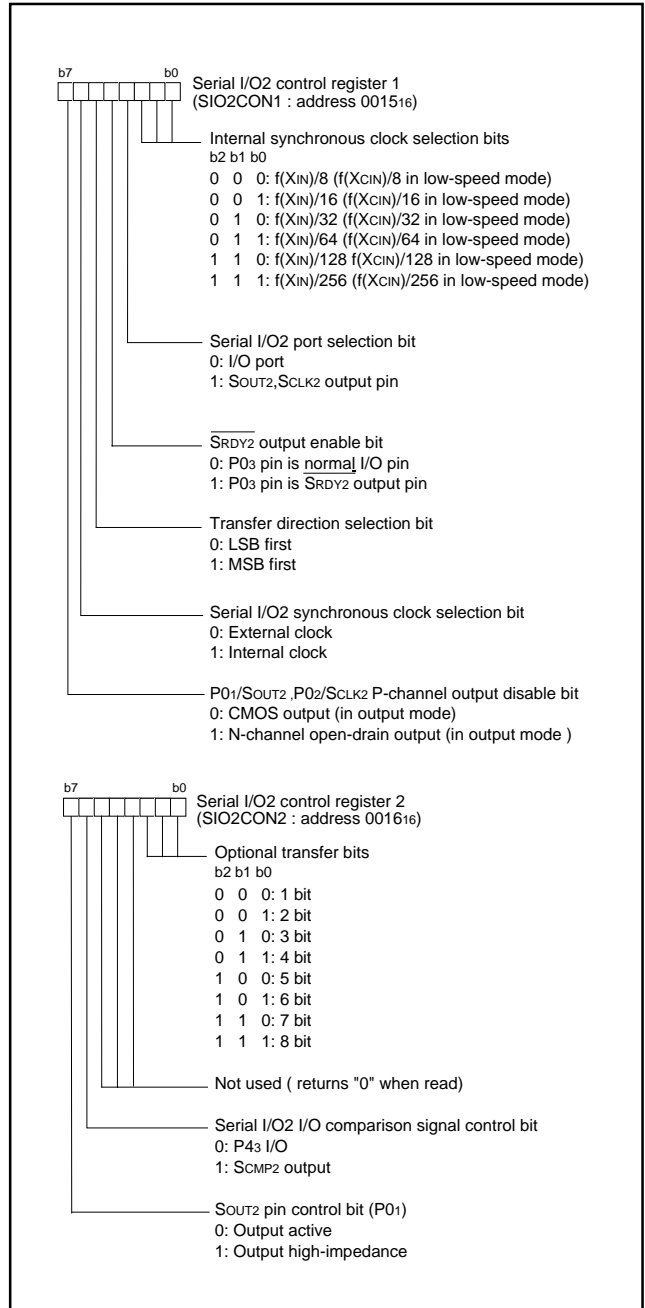 b7 b0
Serial I/O2 control register 1
(SIO2CON1 : address 001516)
Internal synchronous clock selection bits
b2 b1 b0
0 0 0: f(XIN)/8 (f(XCIN)/8 in low-speed mode)
0 0 1: f(XIN)/16 (f(XCIN)/16 in low-speed mode)
0 1 0: f(XIN)/32 (f(XCIN)/32 in low-speed mode)
0 1 1: f(XIN)/64 (f(XCIN)/64 in low-speed mode)
1 1 0: f(XIN)/128 f(XCIN)/128 in low-speed mode)
1 1 1: f(XIN)/256 (f(XCIN)/256 in low-speed mode)
Serial I/O2 port selection bit
0: I/O port
1: SOUT2,SCLK2 output pin
SRDY2 output enable bit
0: P03 pin is normal I/O pin
1: P03 pin is SRDY2 output pin
Transfer direction selection bit
0: LSB first
1: MSB first
Serial I/O2 synchronous clock selection bit
0: External clock
1: Internal clock
P01/SOUT2 ,P02/SCLK2 P-channel output disable bit
0: CMOS output (in output mode)
1: N-channel open-drain output (in output mode )
b7 b0
Serial I/O2 control register 2
(SIO2CON2 : address 001616)
Optional transfer bits
b2 b1 b0
0 0 0: 1 bit
0 0 1: 2 bit
0 1 0: 3 bit
0 1 1: 4 bit
1 0 0: 5 bit
1 0 1: 6 bit
1 1 0: 7 bit
1 1 1: 8 bit
Not used ( returns "0" when read)
Serial I/O2 I/O comparison signal control bit
0: P43 I/O
1: SCMP2 output
SOUT2 pin control bit (P01)
0: Output active
1: Output high-impedance